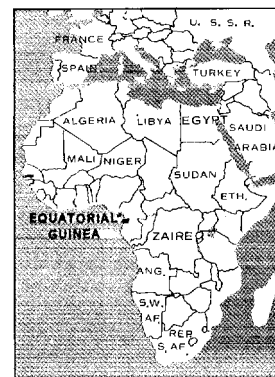 U. S. S. R.
FRANCE
SPAIN
TURKEY
ALGERIA
LIBYA
EGYPT
SAUDI
ARABIA
MALI
NIGER
SUDAN
ETH.
EQUATORIAL
GUINEA
ZAIRE
ANG.
S.W.
AF.
REP.
S. AF.